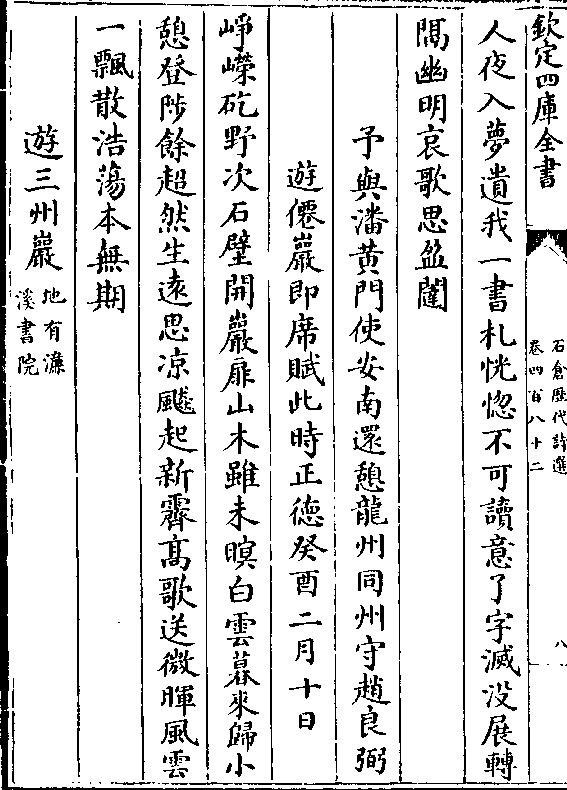 欽定四庫全書
石倉歷代詩選
卷四百八十二
八
人夜入夢遺我一書札恍惚不可讀意了字滅没展轉
隔幽明哀歌思盈闉
予與潘黄門使安南還憩龍州同州守趙良弼
遊僊巖即席賦此時正德癸酉二月十日
崢嶸矻野次石壁開巖扉山木雖未暝白雲暮來歸小
憩登陟餘超然生遠思凉飈起新霽髙歌送微暉風雲
一飄散浩蕩本無期
遊三州巖
地有濓
溪書院